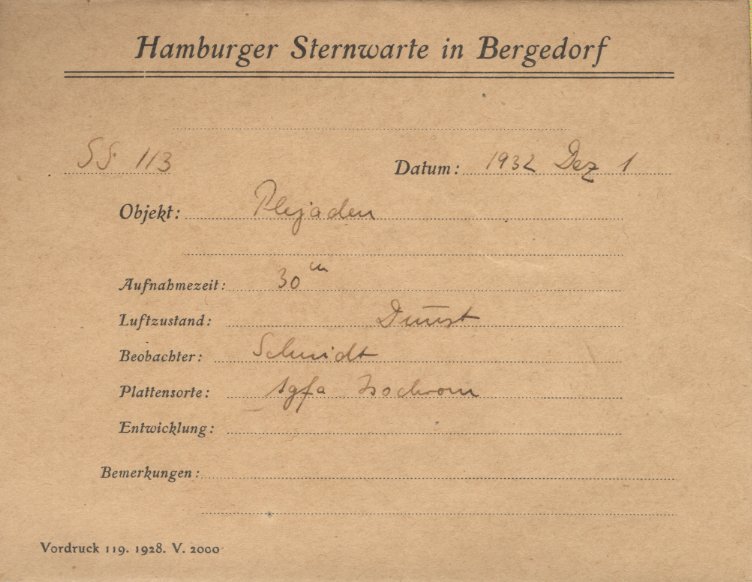 Hamburger Sternwarte in Bergedorf
SS 113 Datum: 1932 Dez 1
Objekt: Plejaden
Aufnahmezeit: 30 m
Luftzustand: Dunst
Beobachter: Schmidt
Plattensorte: Agfa Isochrom
Entwicklung:
Bemerkungen:
Vordruck 119. 1928. V. 2000